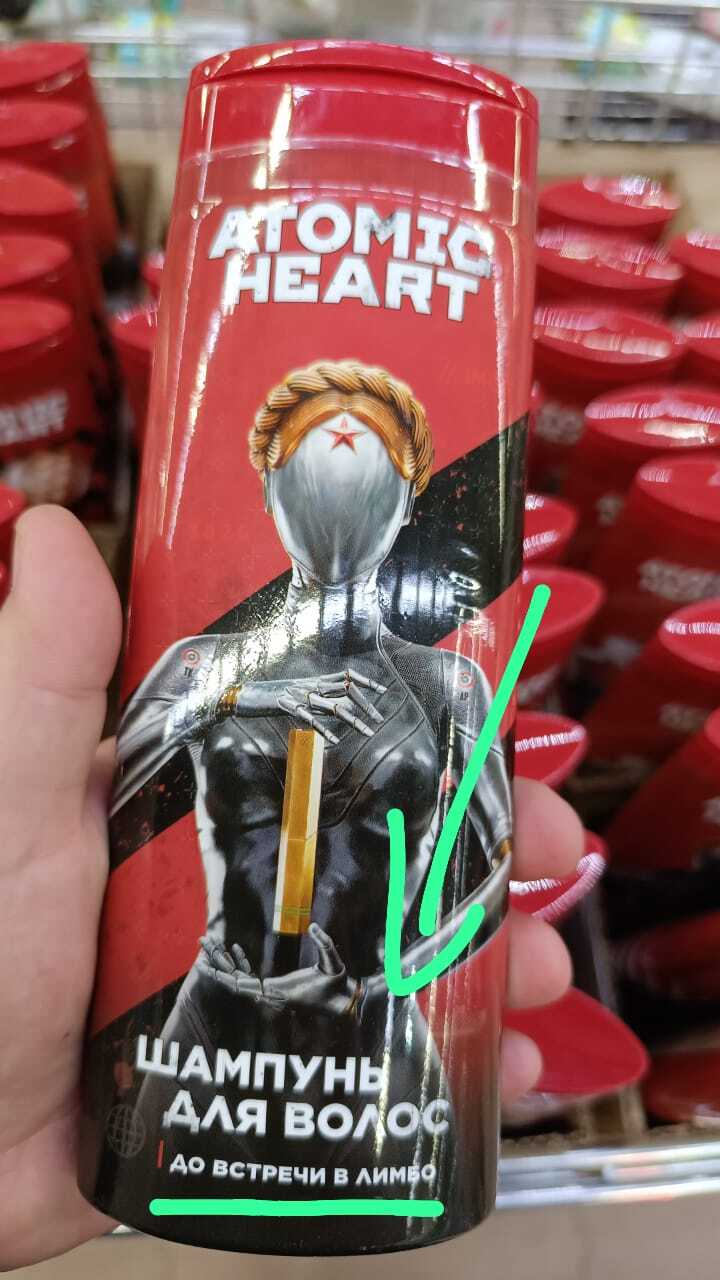 ATOMIC
HEART
ШАМПУНЬ
ДЛЯ ВОЛОС
ДО ВСТРЕЧИ В ЛИМБО